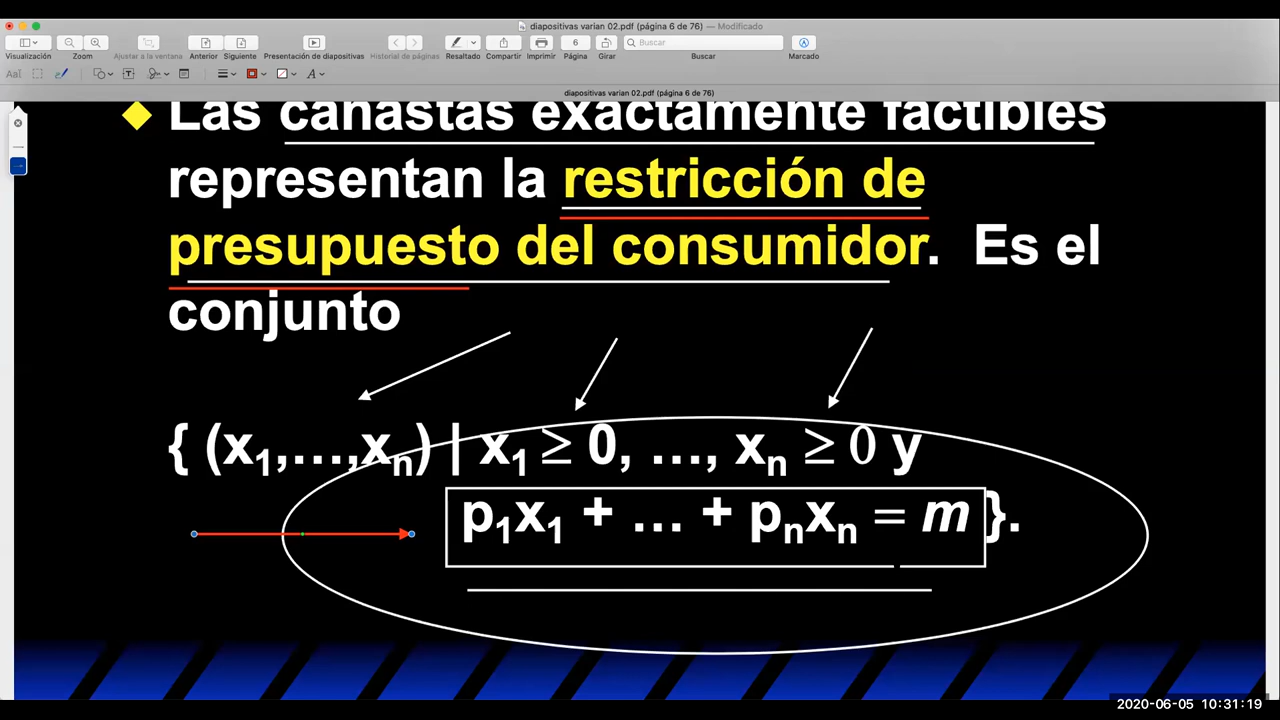 diapositivas varian 02.pdf (página 6 de 76) — Modificado
6
Buscar
Visualización Zoom Ajustar a la ventana Anterior Siguiente Presentación de diapositivas Historial de páginas Resaltado Compartir Imprimir Página Girar Buscar Marcado
diapositivas varian 02.pdf (página 6 de 76)
Las canastas exactamente factibles
representan la restricción de
presupuesto del consumidor. Es el
conjunto
{ (x1,…,xn) | x1 ≥ 0, …, xn ≥ 0 y
p1x1 + … + pnxn = m }.
2020-06-05 10:31:19